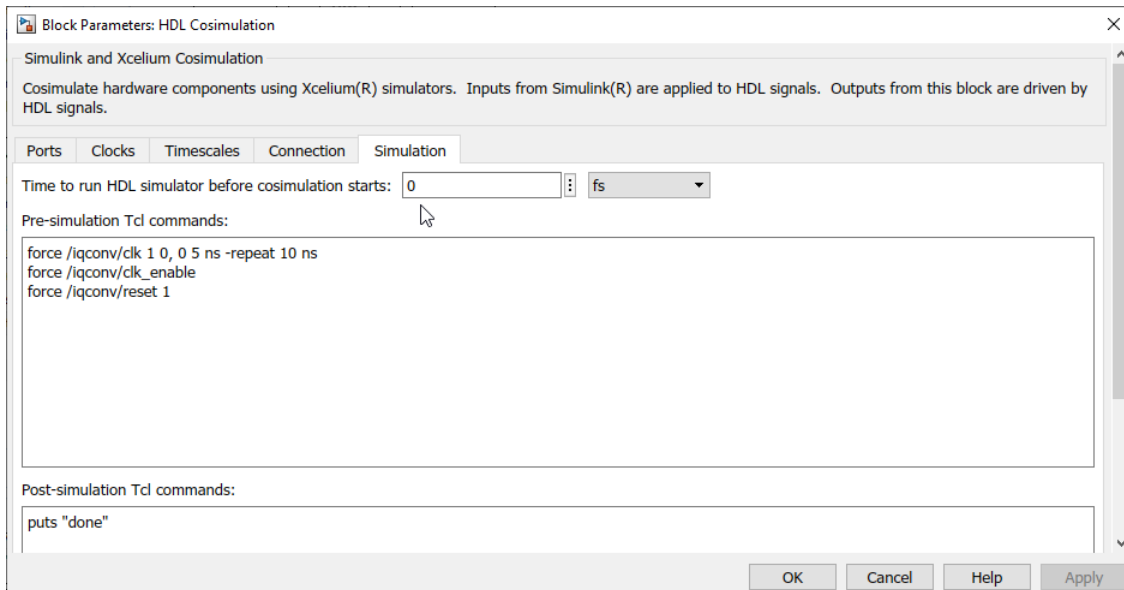 Block Parameters: HDL Cosimulation
Simulink and Xcelium Cosimulation
Cosimulate hardware components using Xcelium(R) simulators. Inputs from Simulink(R) are applied to HDL signals. Outputs from this block are driven by
HDL signals.
Ports Clocks Timescales Connection Simulation
Time to run HDL simulator before cosimulation starts: 0 fs
Pre-simulation Tcl commands:
force /iqconv/clk 1 0, 0 5 ns -repeat 10 ns
force /iqconv/clk_enable
force /iqconv/reset 1
Post-simulation Tcl commands:
puts "done"
OK Cancel Help Apply